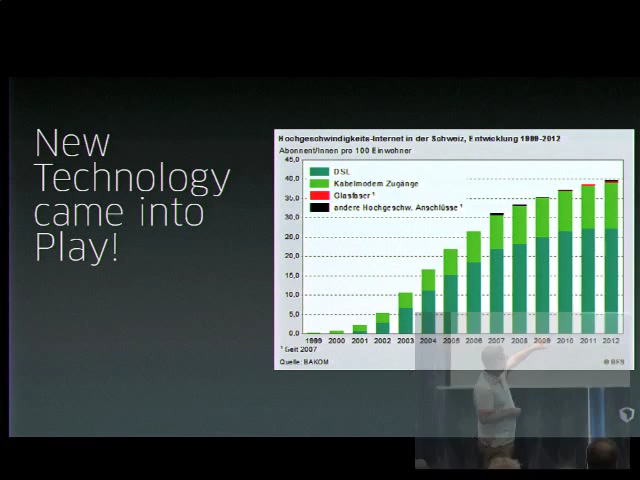 New
Technology
came into
Play!
Hochgeschwindigkeits-Internet in der Schweiz, Entwicklung 1999-2012
Abonnent/Innen pro 100 Einwohner
45,0
40,0
35,0
30,0
25,0
20,0
15,0
10,0
5,0
0,0
DSL
Kabelmodem Zugänge
Glasfaser ¹
andere Hochgeschw. Anschlüsse ¹
1999 2000 2001 2002 2003 2004 2005 2006 2007 2008 2009 2010 2011 2012
¹ Seit 2007
Quelle: BAKOM
© BFS